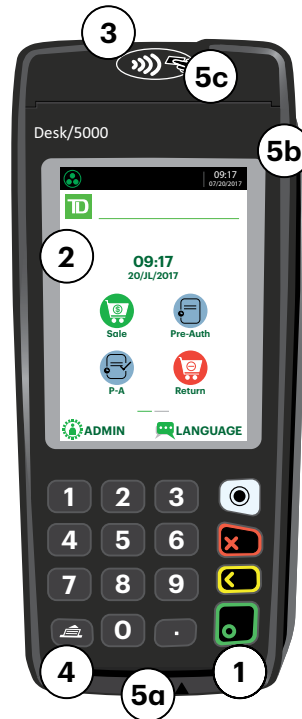 3
5c
Desk/5000
5b
09:17
07/20/2017
TD
2
09:17
20/JL/2017
Sale
Pre-Auth
P-A
Return
ADMIN
LANGUAGE
1 2 3
4 5 6
7 8 9
0 .
4
5a
1